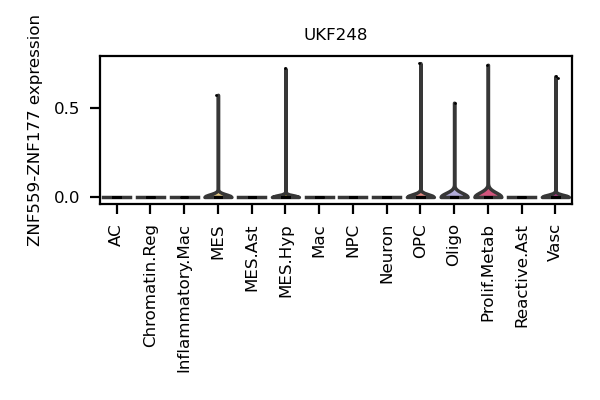 UKF248
ZNF559-ZNF177 expression
0.5
0.0
AC
Chromatin.Reg
Inflammatory.Mac
MES
MES.Ast
MES.Hyp
Mac
NPC
Neuron
OPC
Oligo
Prolif.Metab
Reactive.Ast
Vasc